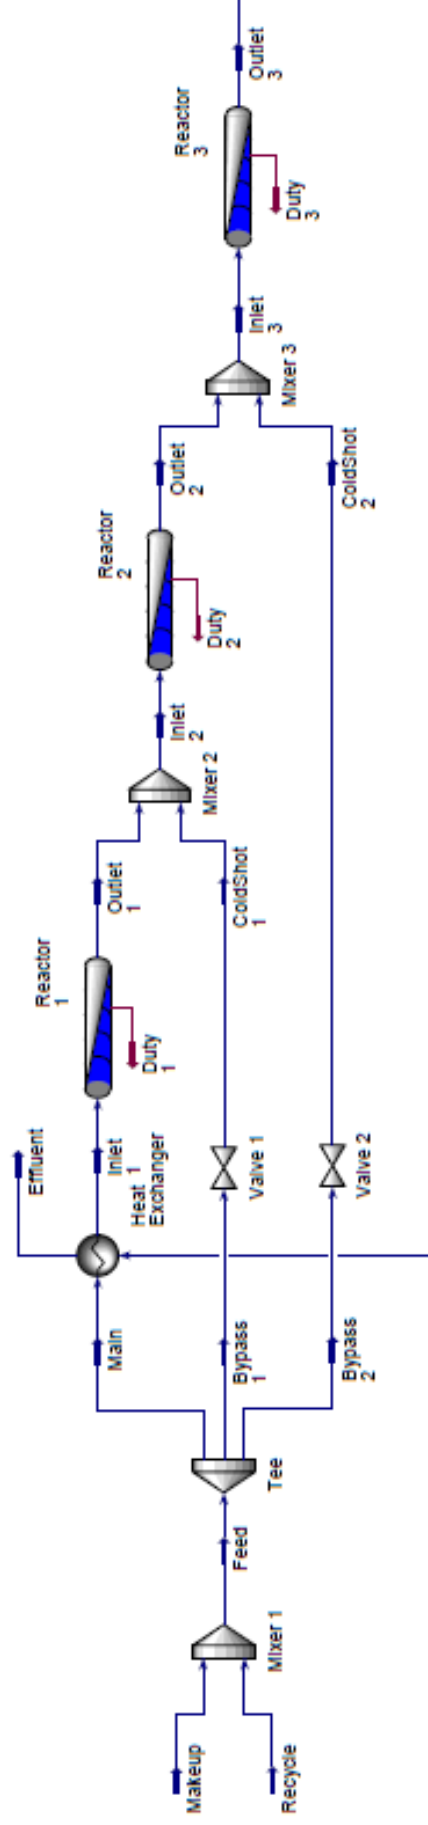 Makeup
Recycle
Mixer 1
Feed
Tee
Main
Bypass
1
Bypass
2
Heat
Exchanger
Effluent
Valve 1
Valve 2
Inlet
1
Reactor
1
Duty
1
Outlet
1
ColdShot
1
Mixer 2
Inlet
2
Reactor
2
Duty
2
Outlet
2
ColdShot
2
Mixer 3
Inlet
3
Reactor
3
Duty
3
Outlet
3